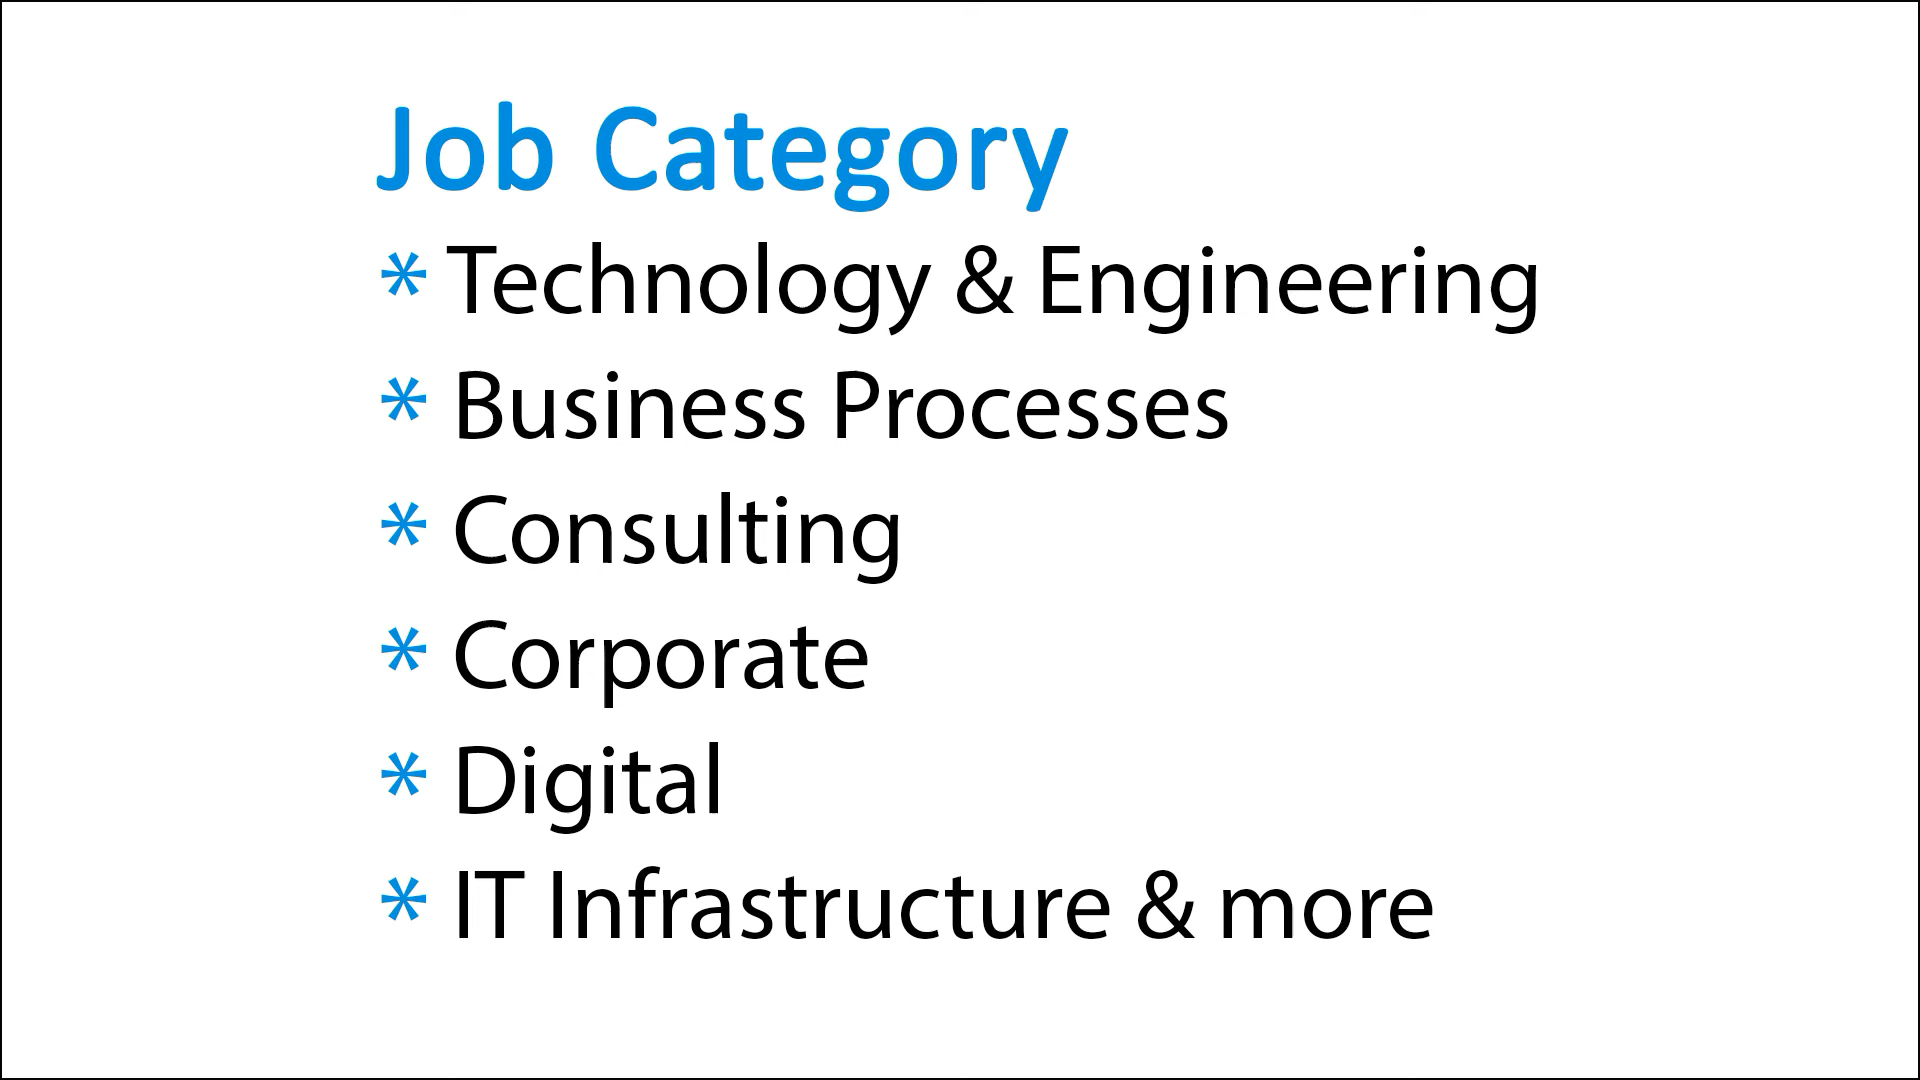 Job Category
* Technology & Engineering
* Business Processes
* Consulting
* Corporate
* Digital
* IT Infrastructure & more